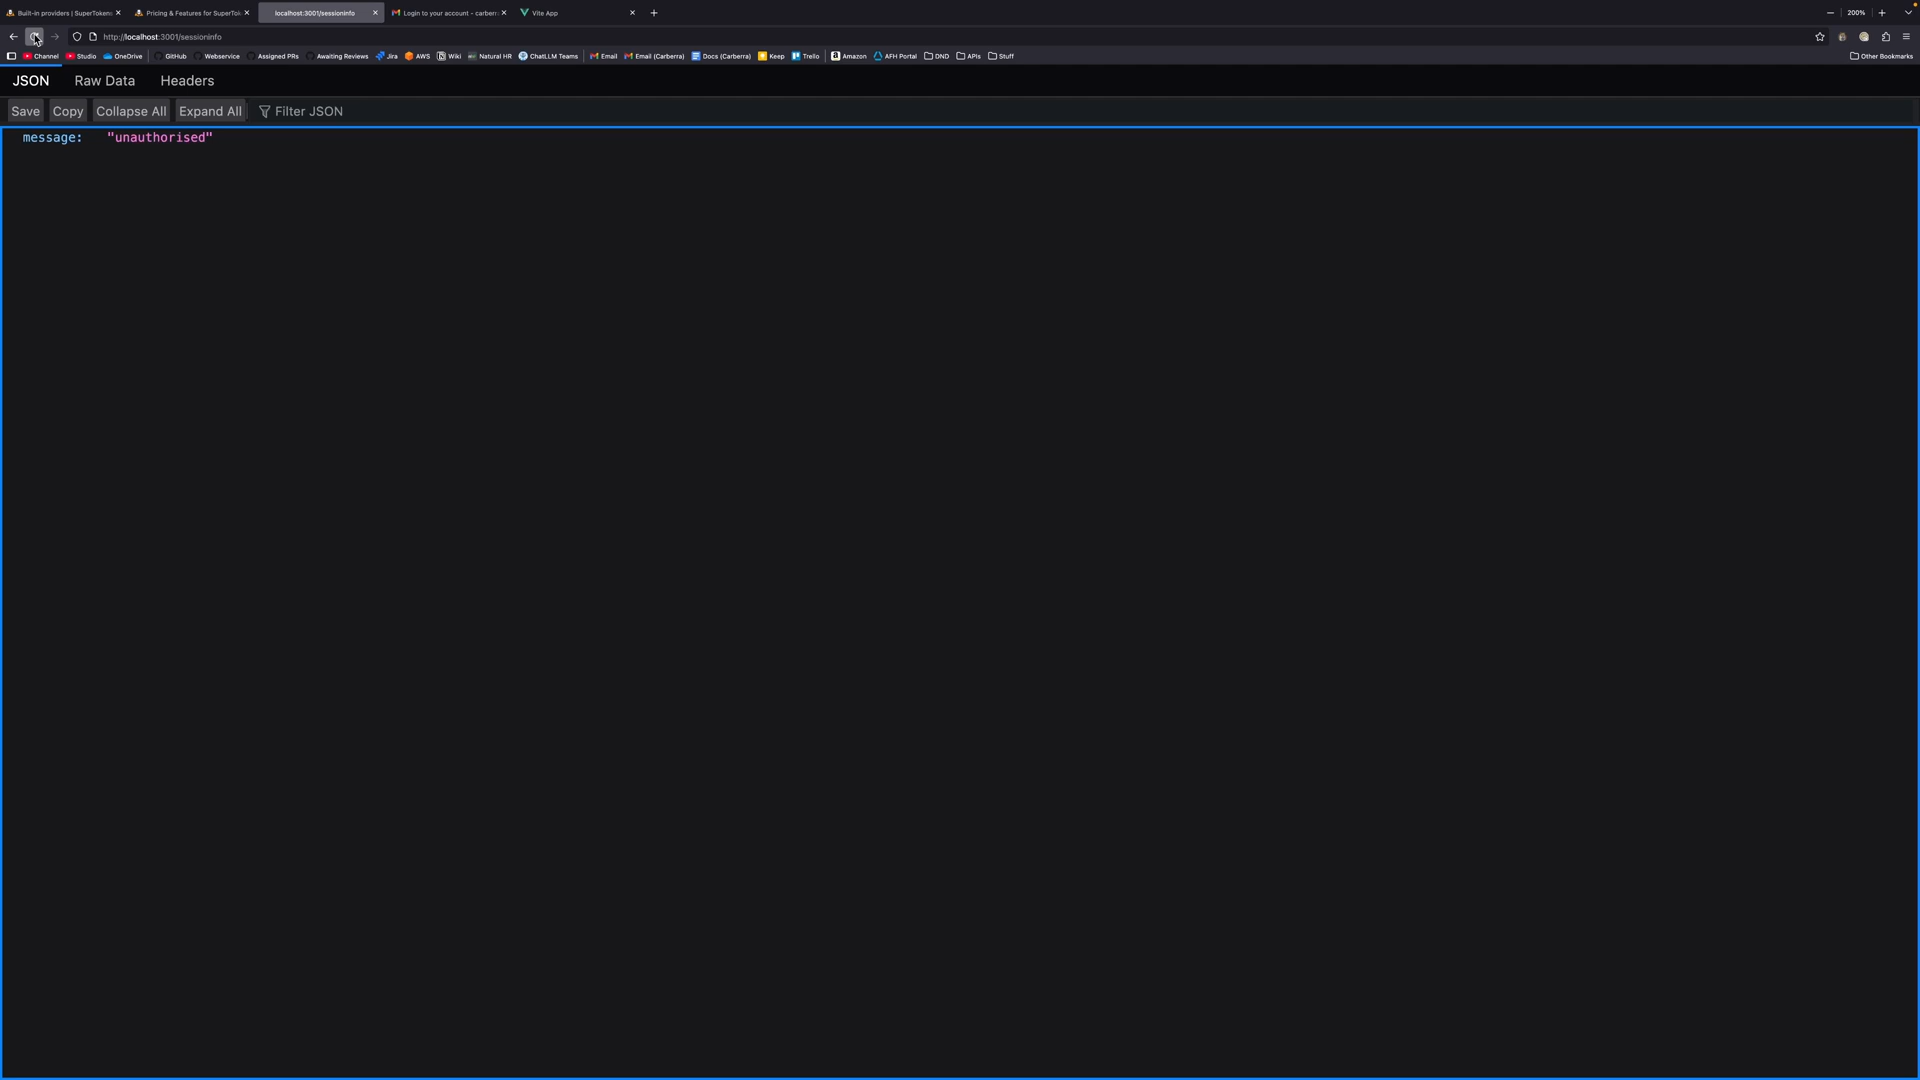 Built-in providers | SuperToken
Pricing & Features for SuperTo
localhost:3001/sessioninfo
Login to your account - carberr
Vite App
200%
http://localhost:3001/sessioninfo
Channel Studio OneDrive GitHub Webservice Assigned PRs Awaiting Reviews Jira AWS Wiki Natural HR ChatLLM Teams Email Email (Carberra) Docs (Carberra) Keep Trello Amazon AFH Portal DND APIs Stuff Other Bookmarks
JSON Raw Data Headers
Save Copy Collapse All Expand All Filter JSON
message: "unauthorised"